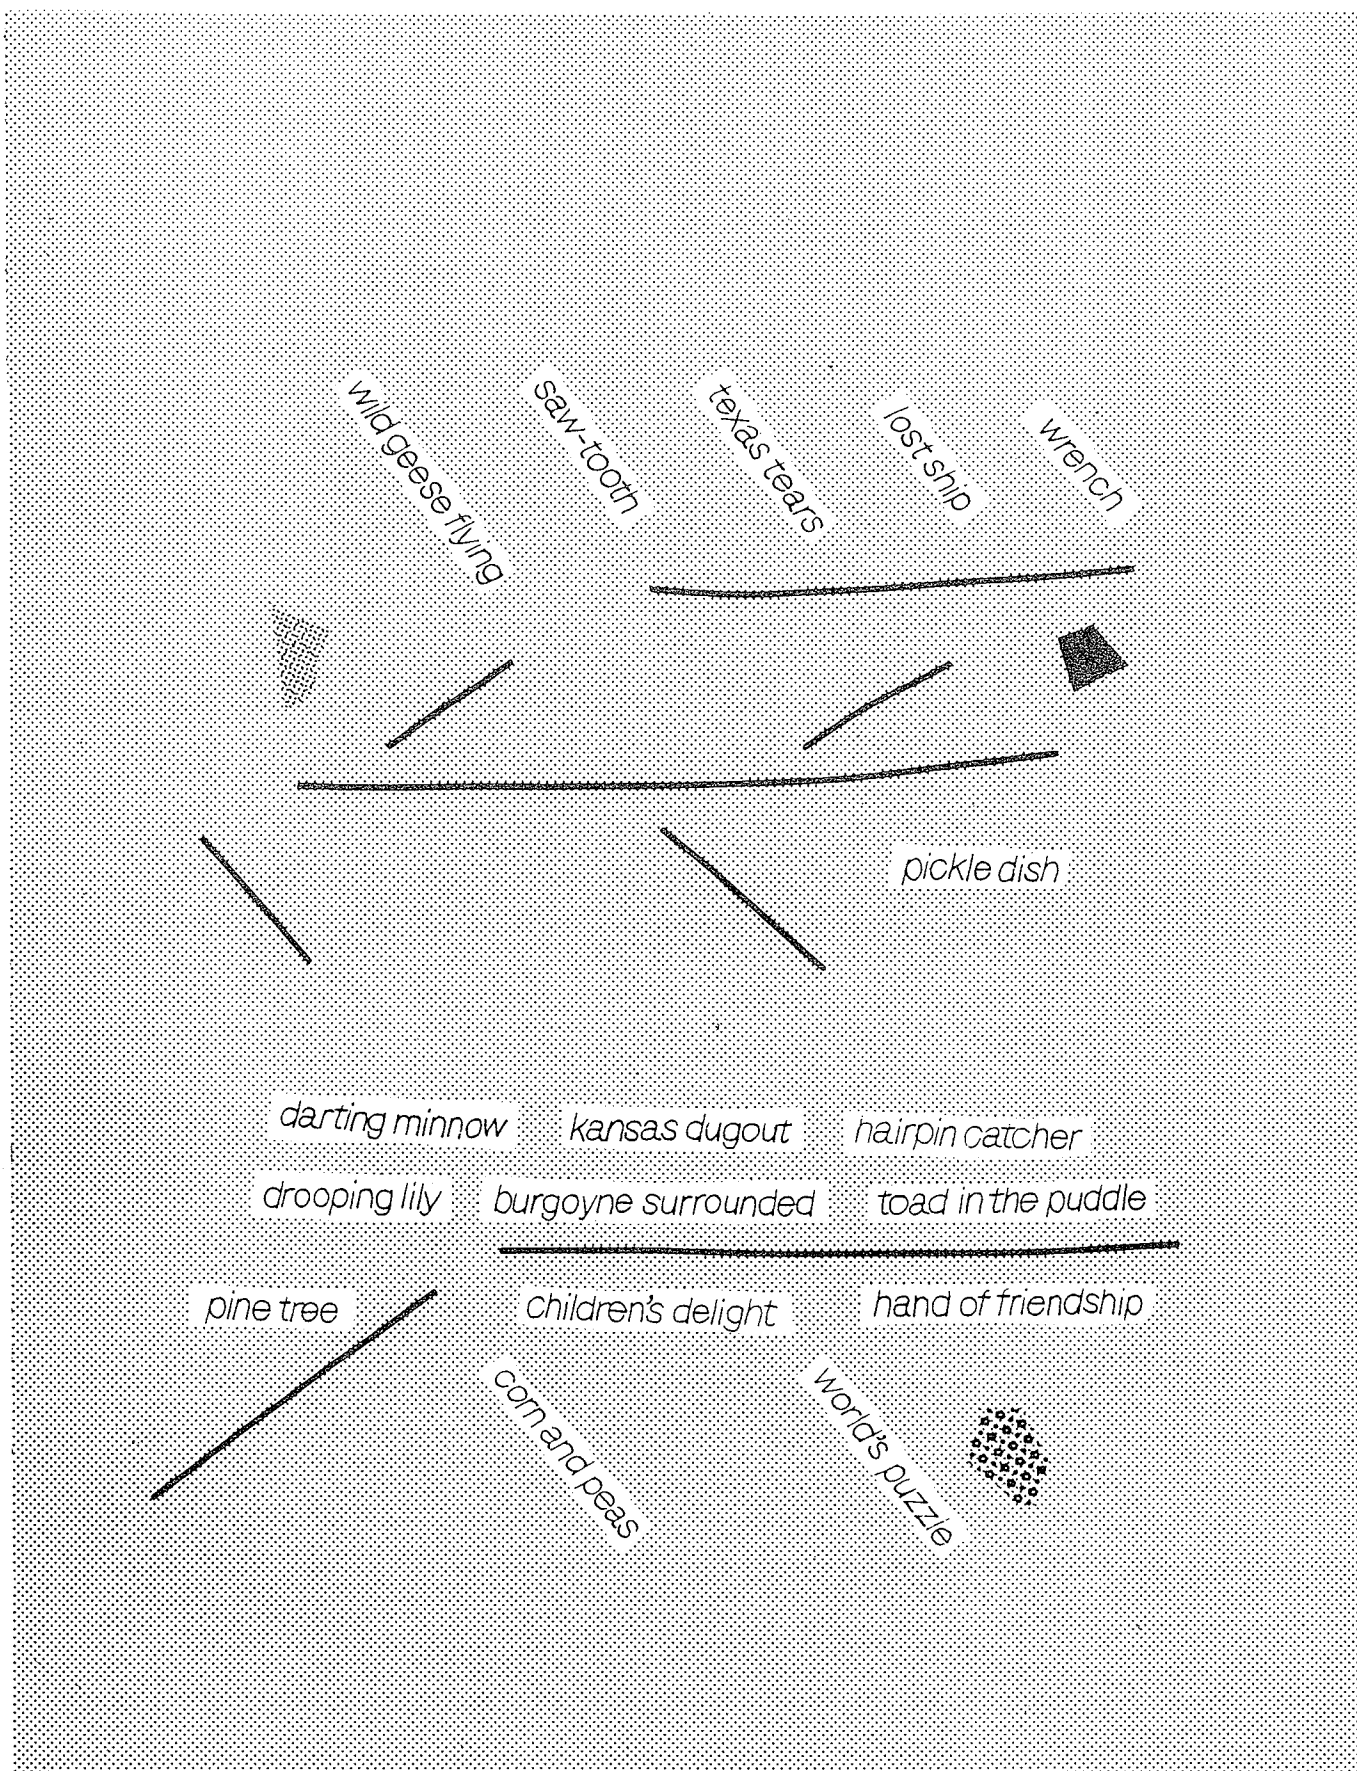 wild geese flying
saw-tooth
texas tears
lost ship
wrench
pickle dish
darting minnow
kansas dugout
hairpin catcher
drooping lily
burgoyne surrounded
toad in the puddle
pine tree
children's delight
hand of friendship
corn and peas
world's puzzle